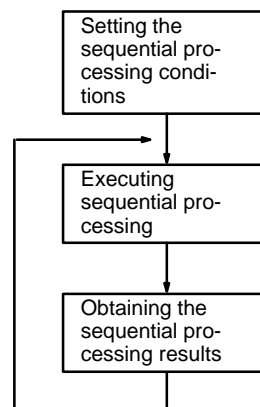 Setting the
sequential pro-
cessing condi-
tions
Executing
sequential pro-
cessing
Obtaining the
sequential pro-
cessing results